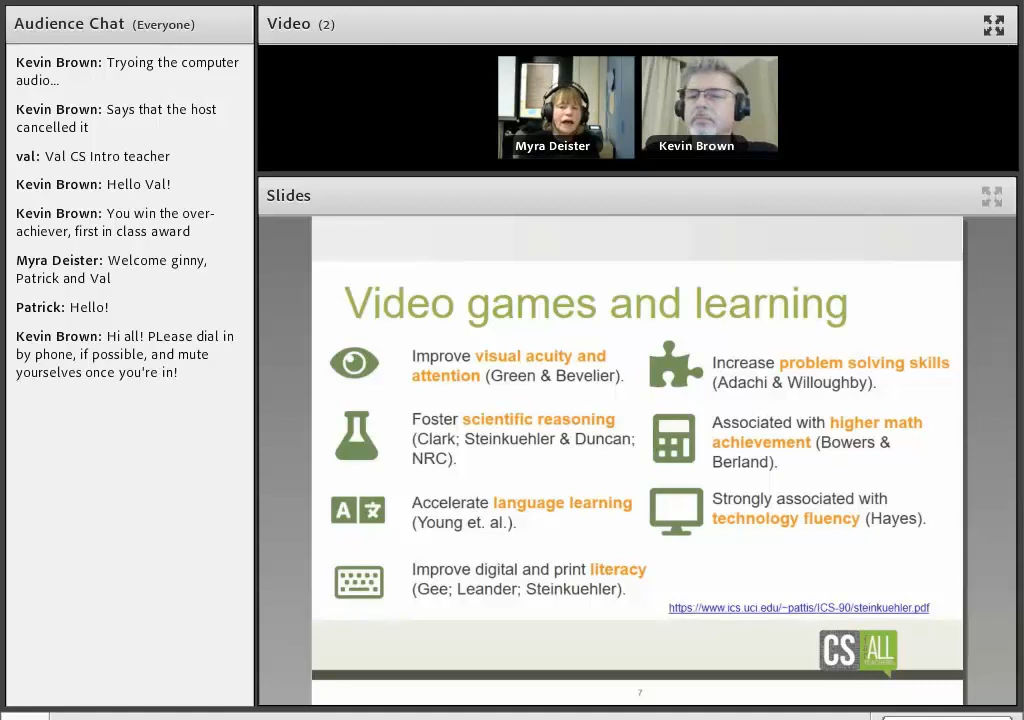 Audience Chat (Everyone)
Kevin Brown: Tryoing the computer
audio...
Kevin Brown: Says that the host
cancelled it
val: Val CS Intro teacher
Kevin Brown: Hello Val!
Kevin Brown: You win the over-
achiever, first in class award
Myra Deister: Welcome ginny,
Patrick and Val
Patrick: Hello!
Kevin Brown: Hi all! PLease dial in
by phone, if possible, and mute
yourselves once you're in!
Video (2)
Myra Deister
Kevin Brown
Slides
Video games and learning
Improve visual acuity and
attention (Green & Bevelier).
Foster scientific reasoning
(Clark; Steinkuehler & Duncan;
NRC).
A 文
Accelerate language learning
(Young et. al.).
Improve digital and print literacy
(Gee; Leander; Steinkuehler).
Increase problem solving skills
(Adachi & Willoughby).
Associated with higher math
achievement (Bowers &
Berland).
Strongly associated with
technology fluency (Hayes).
https://www.ics.uci.edu/~pattis/ICS-90/steinkuehler.pdf
CS ALL
TEACHING
7